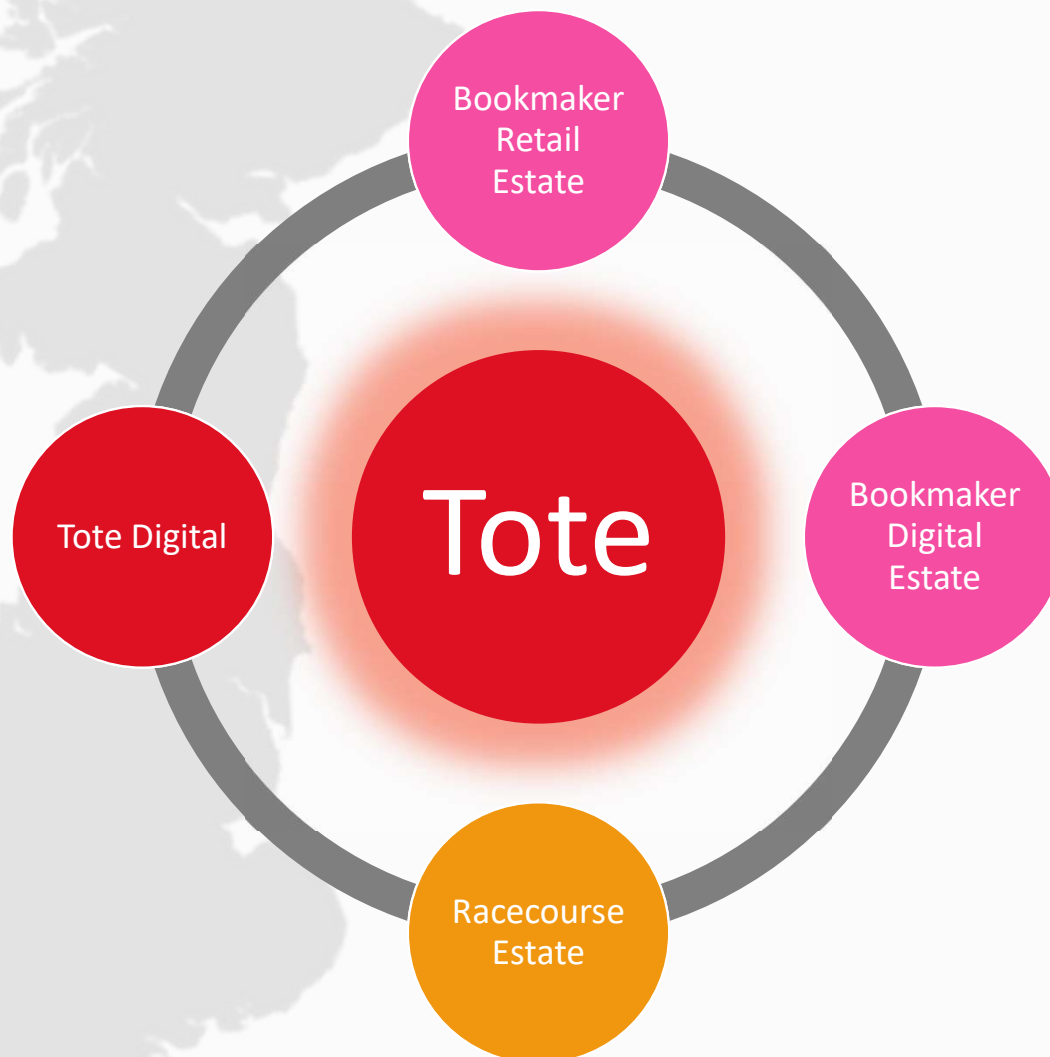 Bookmaker
Retail
Estate
Tote Digital
Tote
Bookmaker
Digital
Estate
Racecourse
Estate